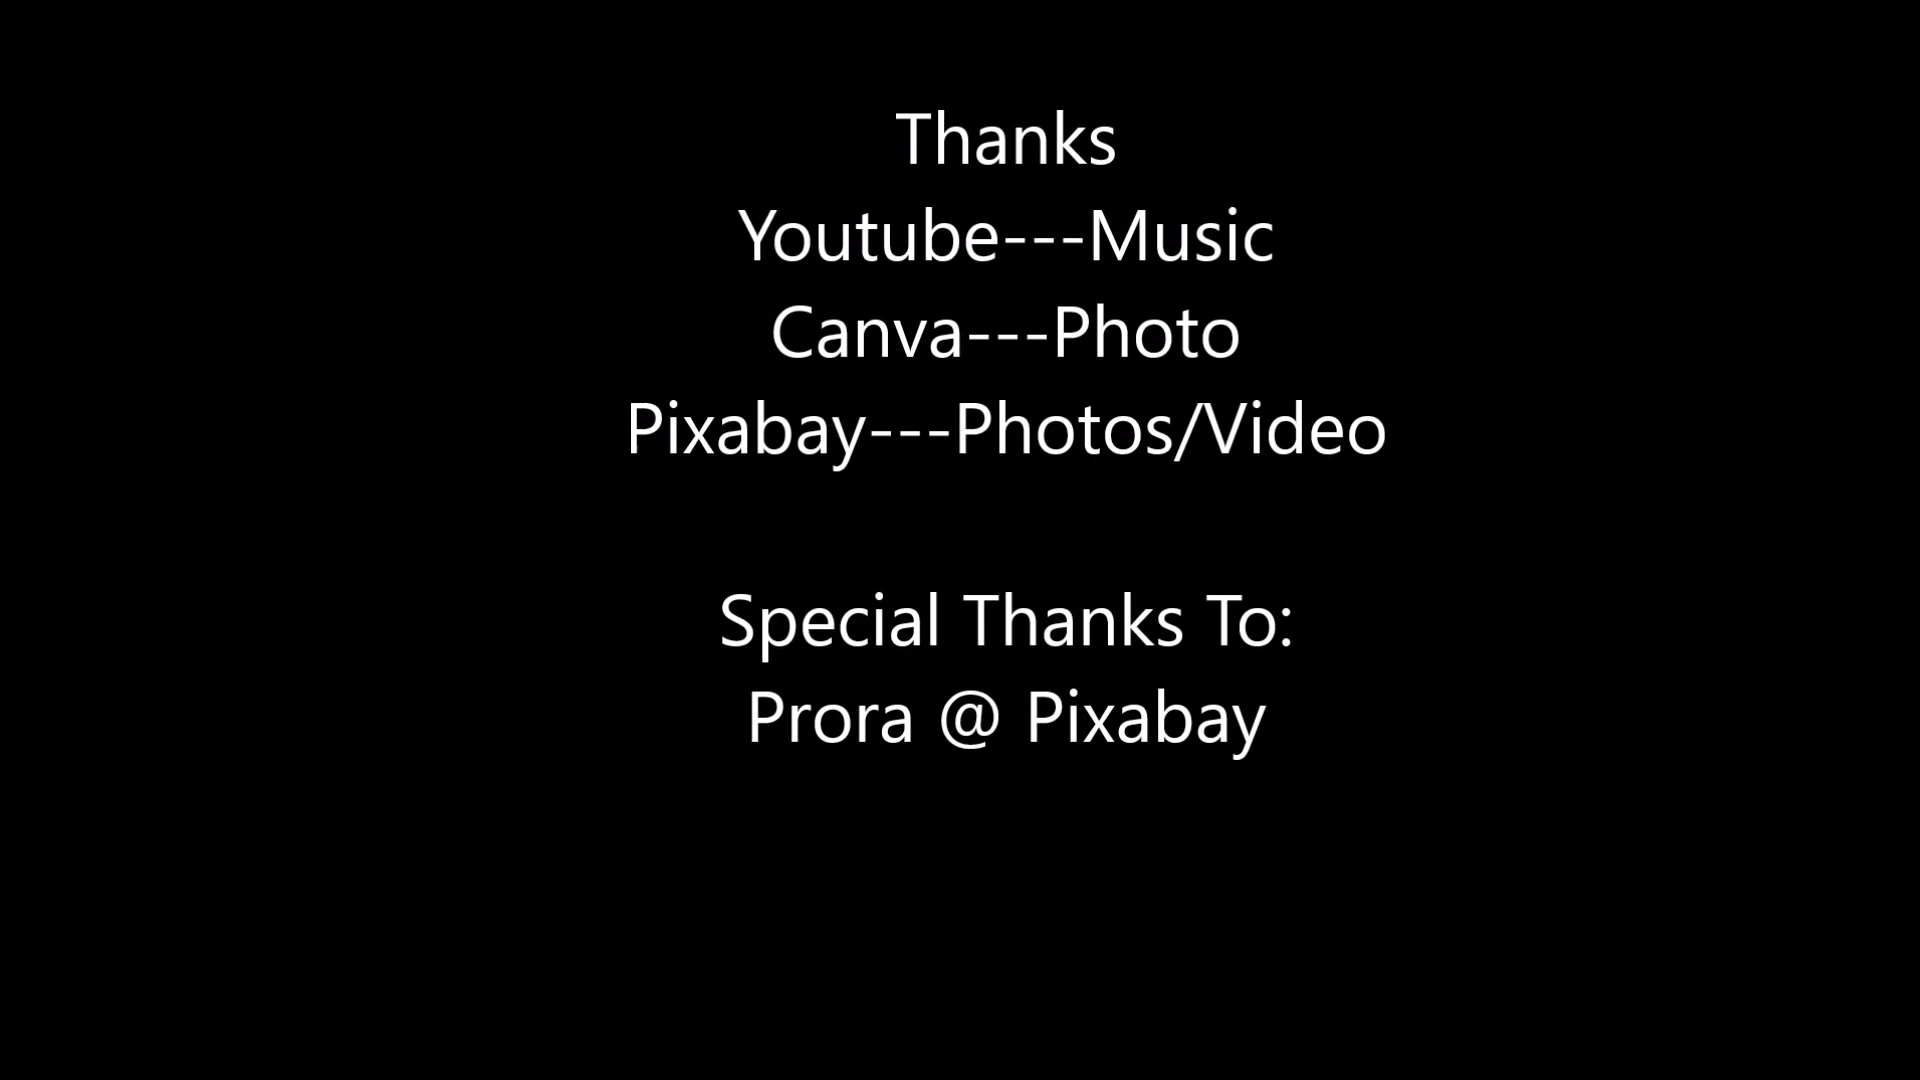 Thanks
Youtube---Music
Canva---Photo
Pixabay---Photos/Video
Special Thanks To:
Prora @ Pixabay